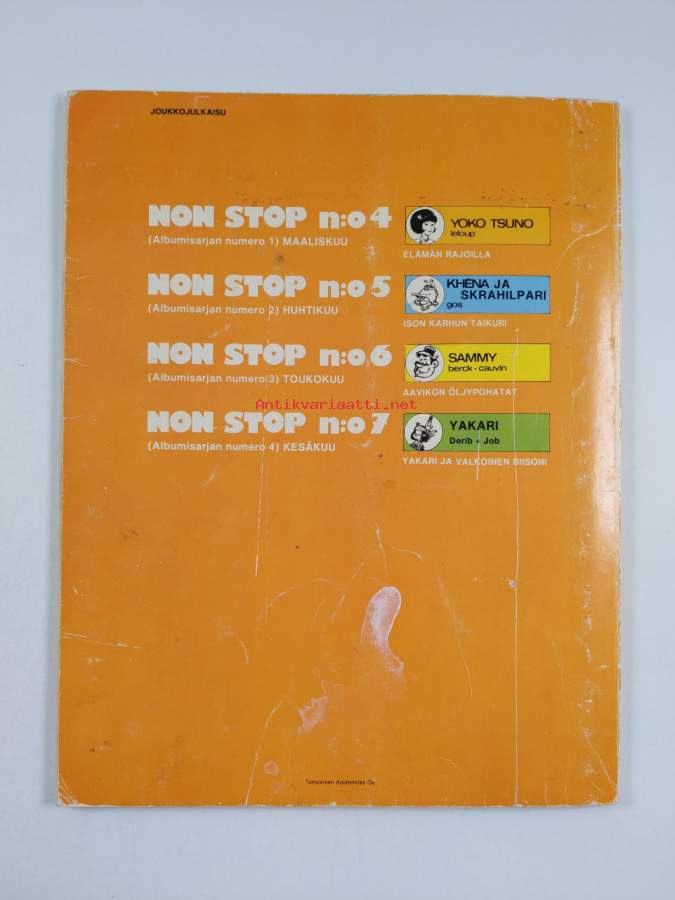 JOUKKOJULKAISU
NON STOP n:o 4
(Albumisarjan numero 1) MAALISKUU
YOKO TSUNO
leloup
ELÄMÄN RAJOILLA
NON STOP n:o 5
(Albumisarjan numero 2) HUHTIKUU
KHENA JA
SKRAHILPARI
gos
ISON KARHUN TAIKURI
NON STOP n:o 6
(Albumisarjan numero 3) TOUKOKUU
SAMMY
berck - cauvin
AAVIKON ÖLJYPOHATAT
Antikvariaatti.net
NON STOP n:o 7
(Albumisarjan numero 4) KESÄKUU
YAKARI
Derib + Job
YAKARI JA VALKOINEN BIISONI
Tampereen Arpatehdas Oy